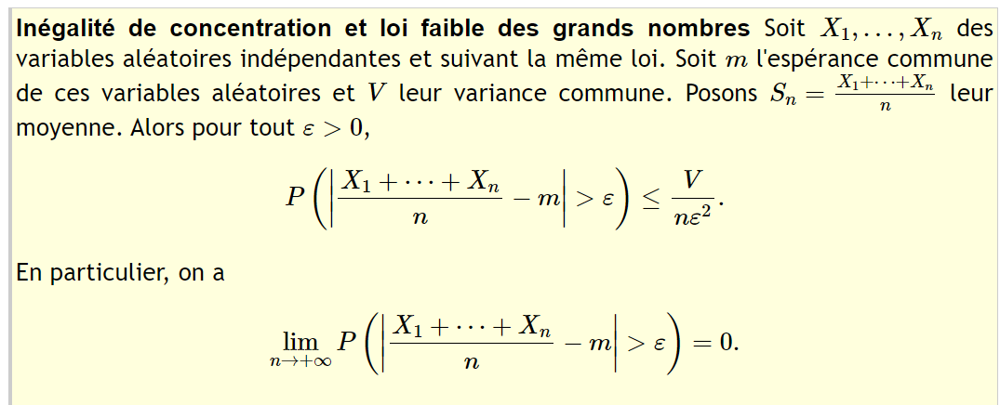 Inégalité de concentration et loi faible des grands nombres Soit $X_1, \ldots, X_n$ des
variables aléatoires indépendantes et suivant la même loi. Soit $m$ l'espérance commune
de ces variables aléatoires et $V$ leur variance commune. Posons $S_n = \frac{X_1+\cdots+X_n}{n}$ leur
moyenne. Alors pour tout $\varepsilon > 0$,
$P\left(\left|\frac{X_1+\cdots+X_n}{n} - m\right| > \varepsilon\right) \leq \frac{V}{n\varepsilon^2}.$
En particulier, on a
$\lim_{n\to+\infty} P\left(\left|\frac{X_1+\cdots+X_n}{n} - m\right| > \varepsilon\right) = 0.$